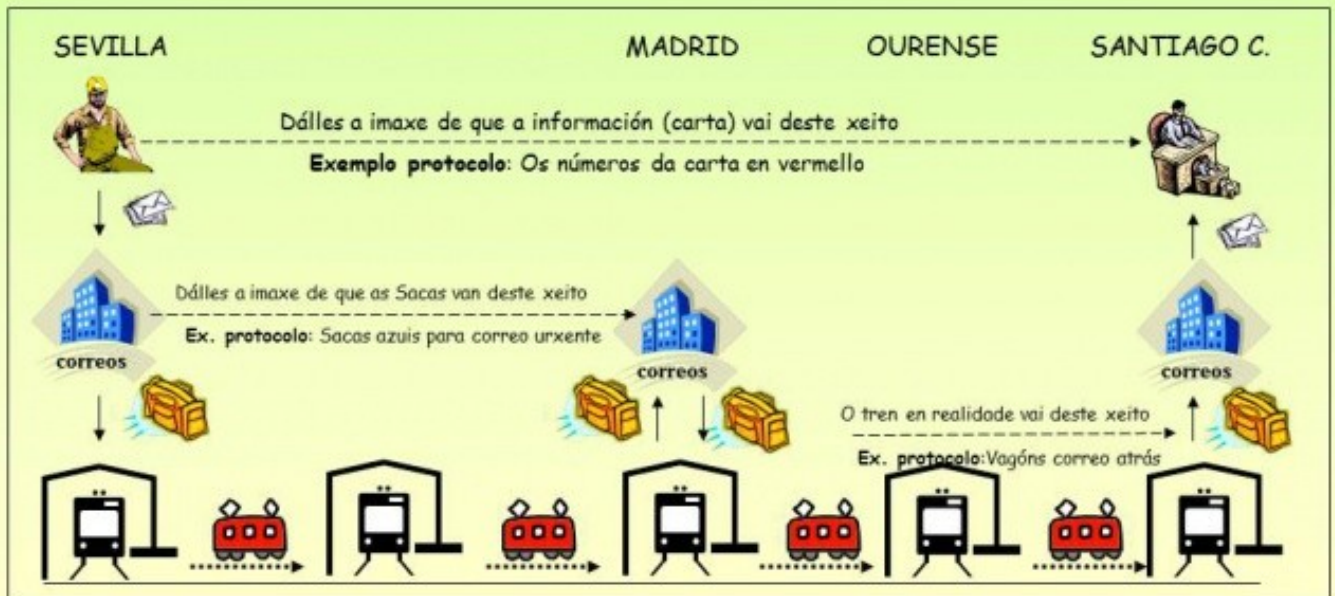 SEVILLA MADRID OURENSE SANTIAGO C.
Dálles a imaxe de que a información (carta) vai deste xeito
Exemplo protocolo: Os números da carta en vermello
Dálles a imaxe de que as Sacas van deste xeito
Ex. protocolo: Sacas azuis para correo urxente
correos
correos
correos
O tren en realidade vai deste xeito
Ex. protocolo:Vagóns correo atrás